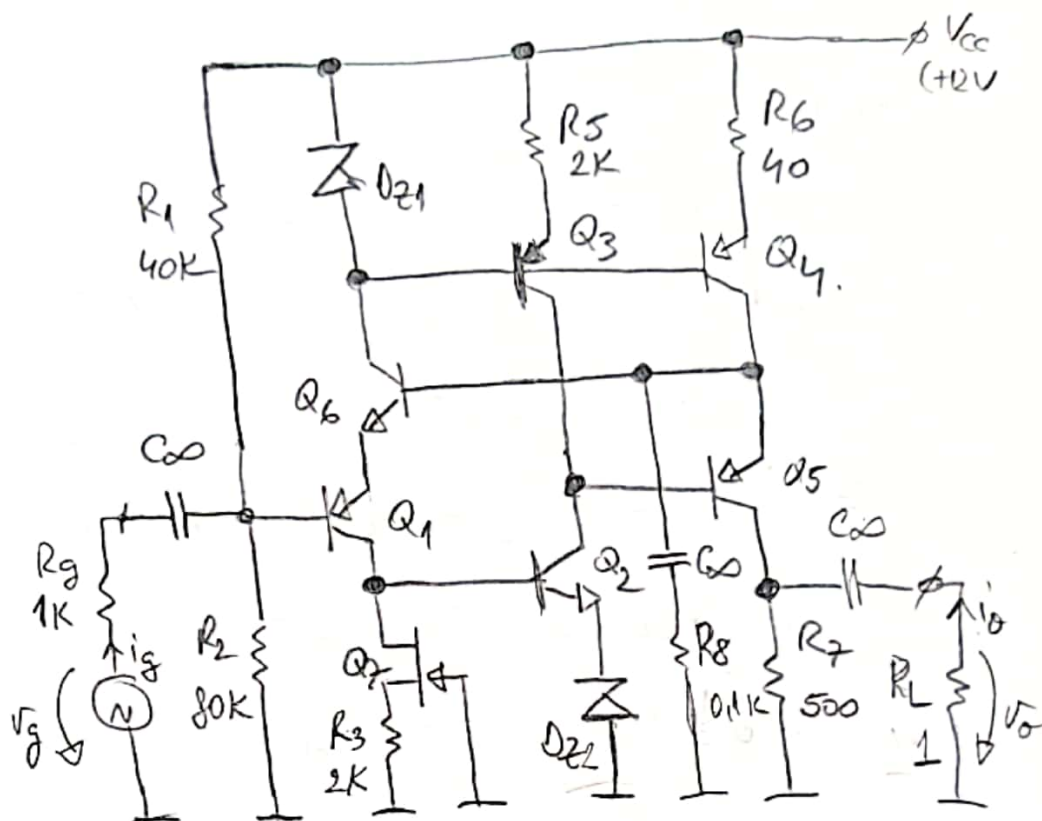 VCC
(+12V
R5
2K
R6
40
DZ1
R1
40K
Q3
Q4.
Q6
C∞
Q5
Q1
C∞
Rg
1K
Q2
C∞
io
ig
R2
80K
Q7
R8
0,1K
R7
500
RL
1
vg
vo
R3
2K
DZ2
N